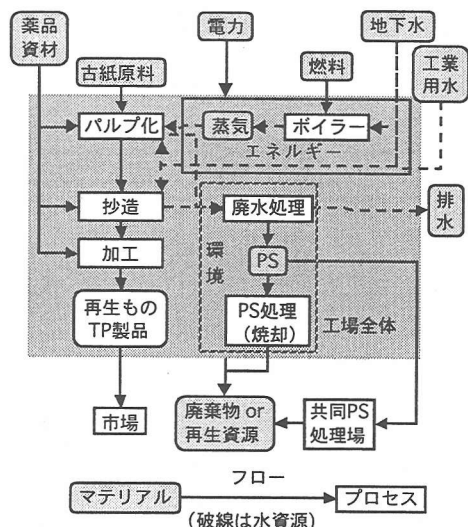 薬品
資材
電力
地下水
古紙原料
燃料
工業
用水
パルプ化
蒸気
ボイラー
エネルギー
抄造
廃水処理
排
水
環
境
加工
PS
再生もの
TP製品
PS処理
(焼却)
工場全体
市場
廃棄物 or
再生資源
共同PS
処理場
フロー
マテリアル
プロセス
(破線は水資源)